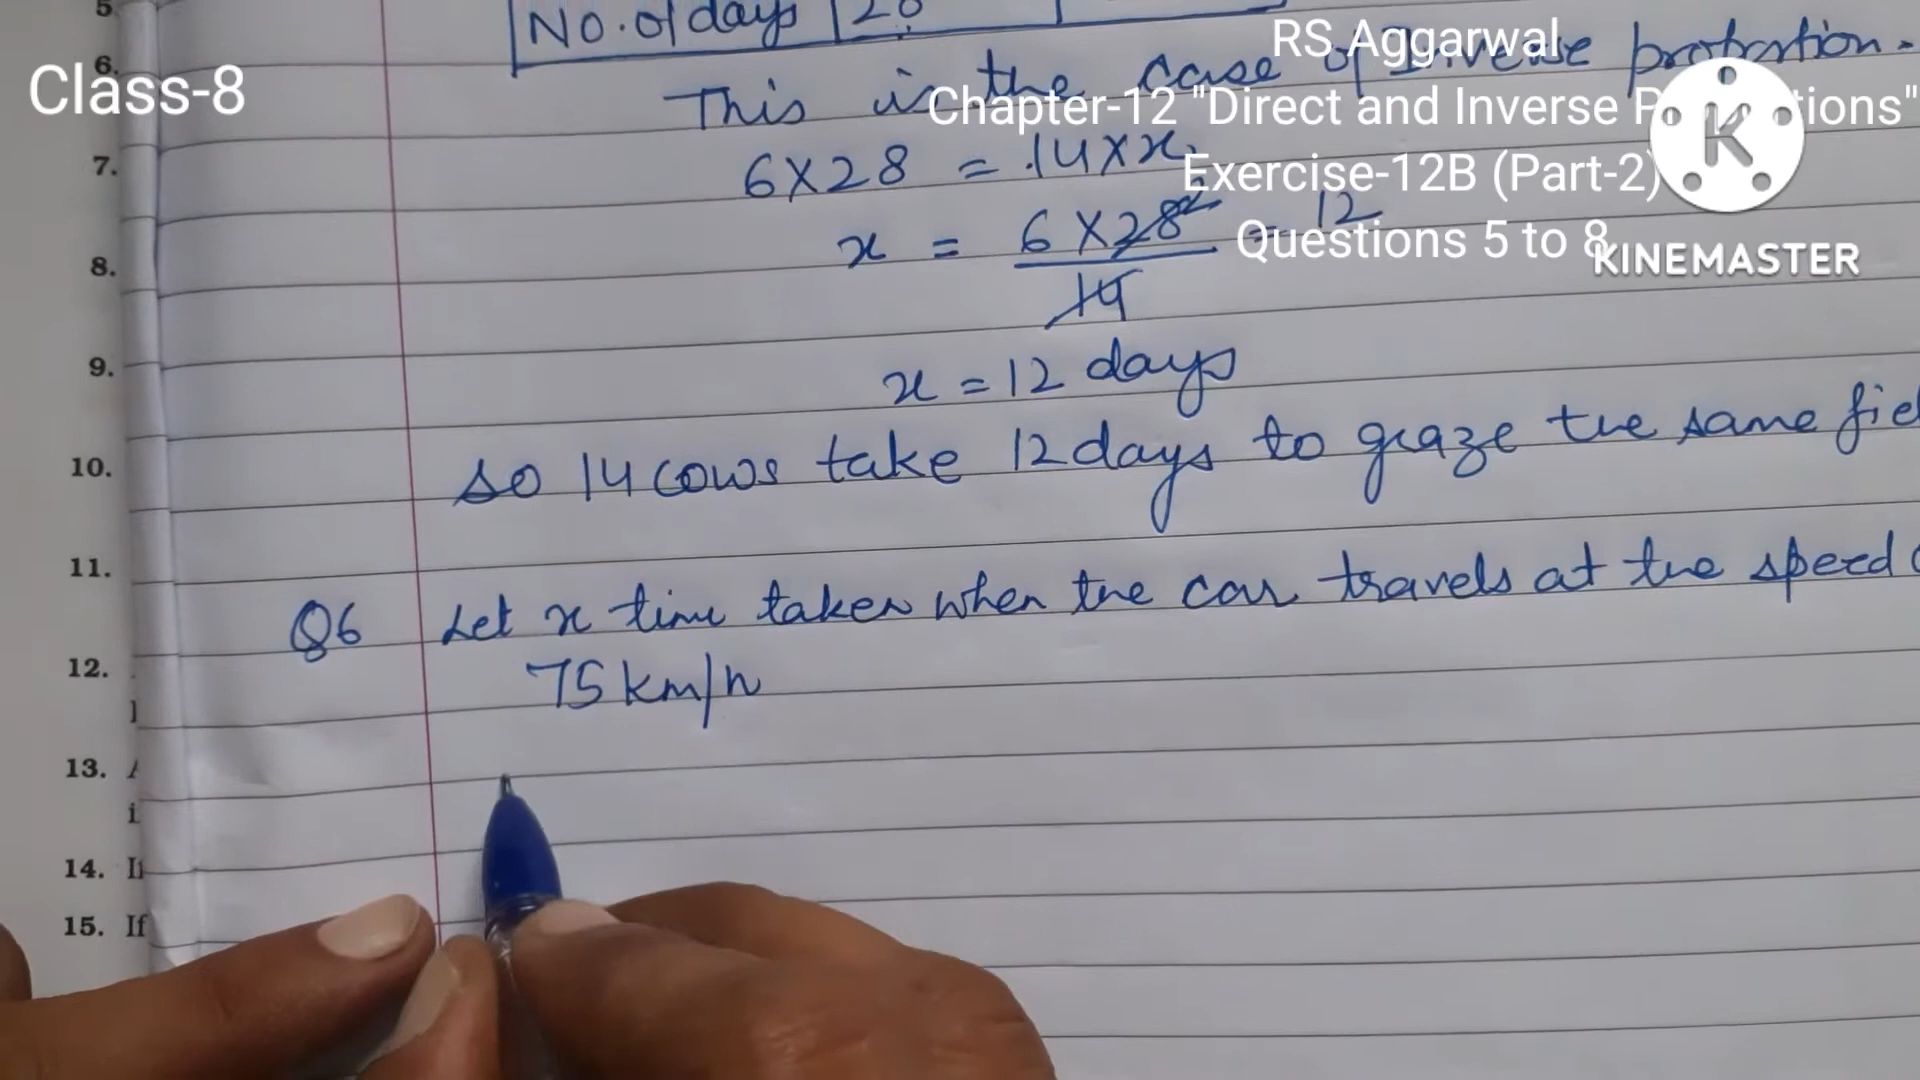 5
No. of days 28
6.
This is the case of Inverse proportion.
7.
6×28 = 14×x
8.
x = 6×28 2 = 12
14
9.
x = 12 days
10.
so 14 cows take 12 days to graze the same fie
11.
Q6 Let x time taken when the car travels at the speed
12.
75 km/h
13.
i
14. If
15. If
Class-8
RS Aggarwal
Chapter-12 "Direct and Inverse P tions"
Exercise-12B (Part-2)
Questions 5 to 8
K
KINEMASTER